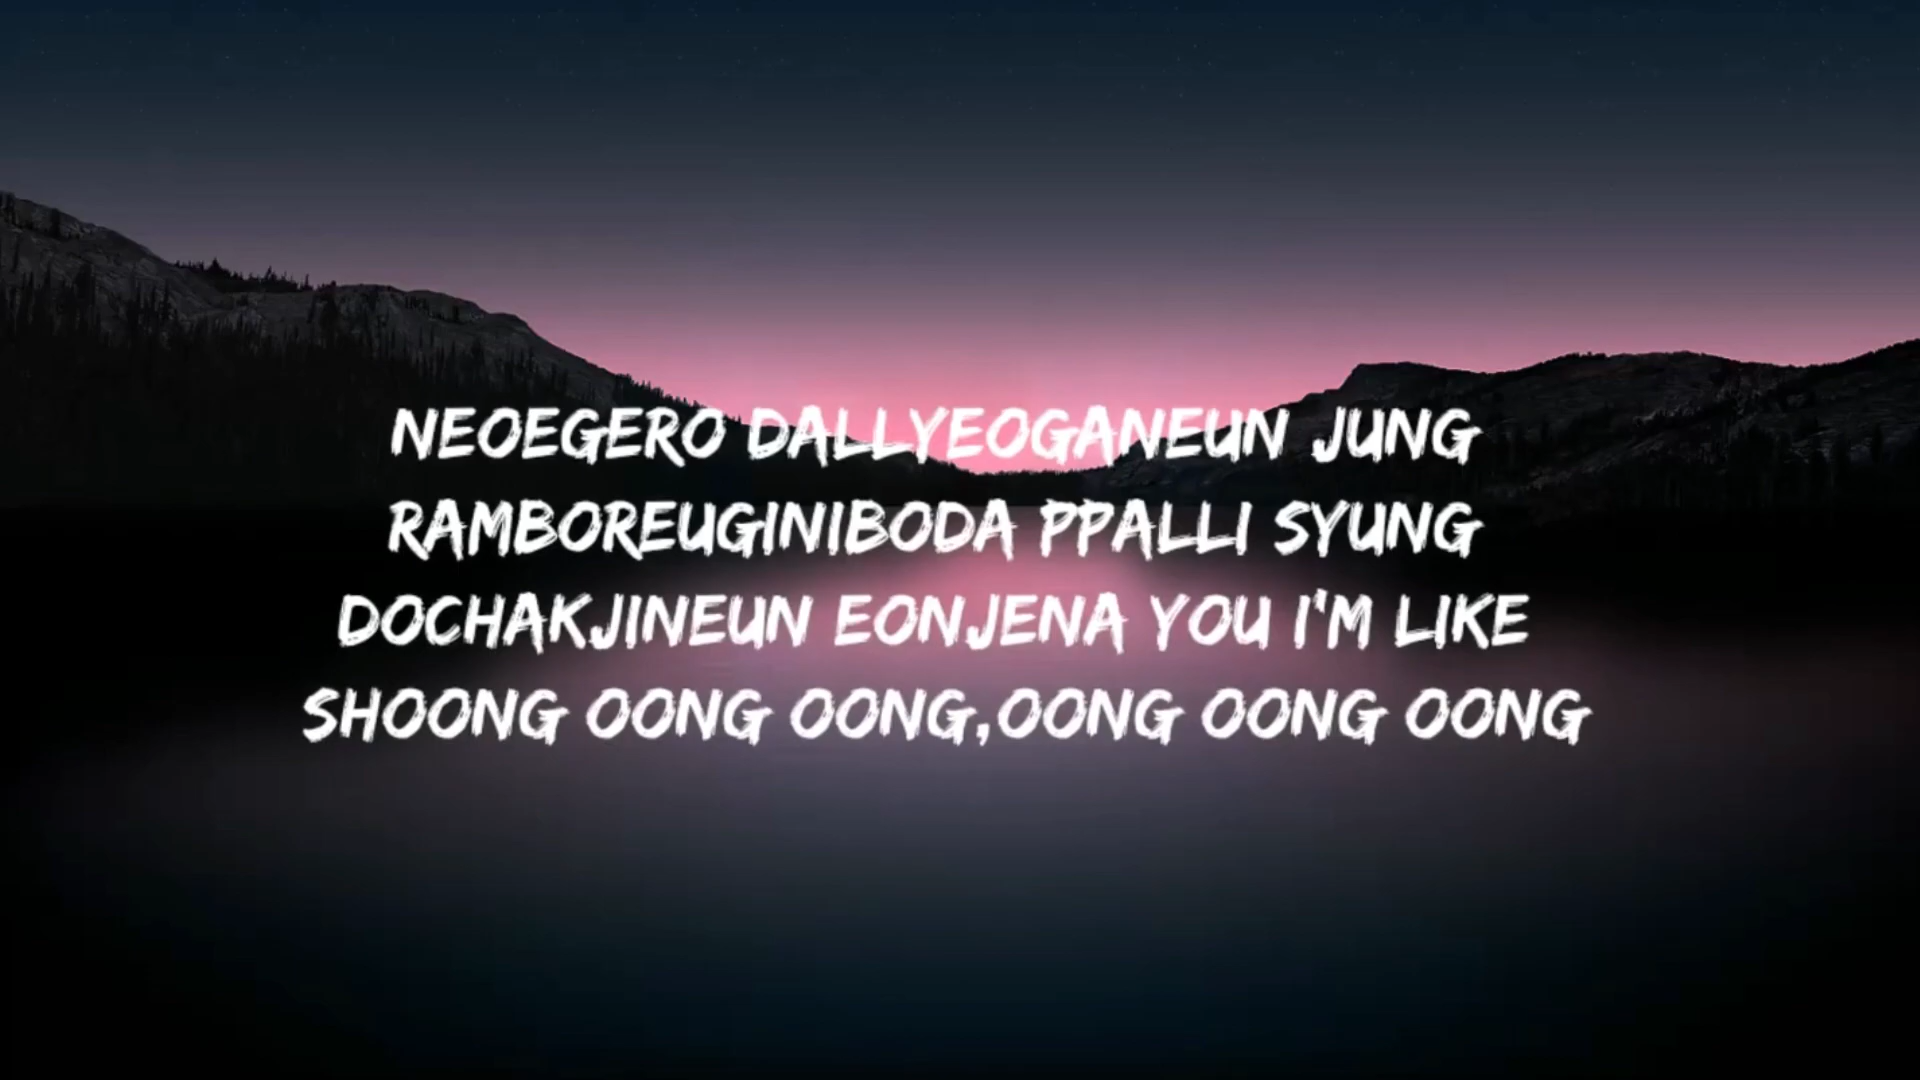 NEOEGERO DALLYEOGANEUN JUNG
RAMBOREUGINIBODA PPALLI SYUNG
DOCHAKJINEUN EONJENA YOU I'M LIKE
SHOONG OONG OONG,OONG OONG OONG